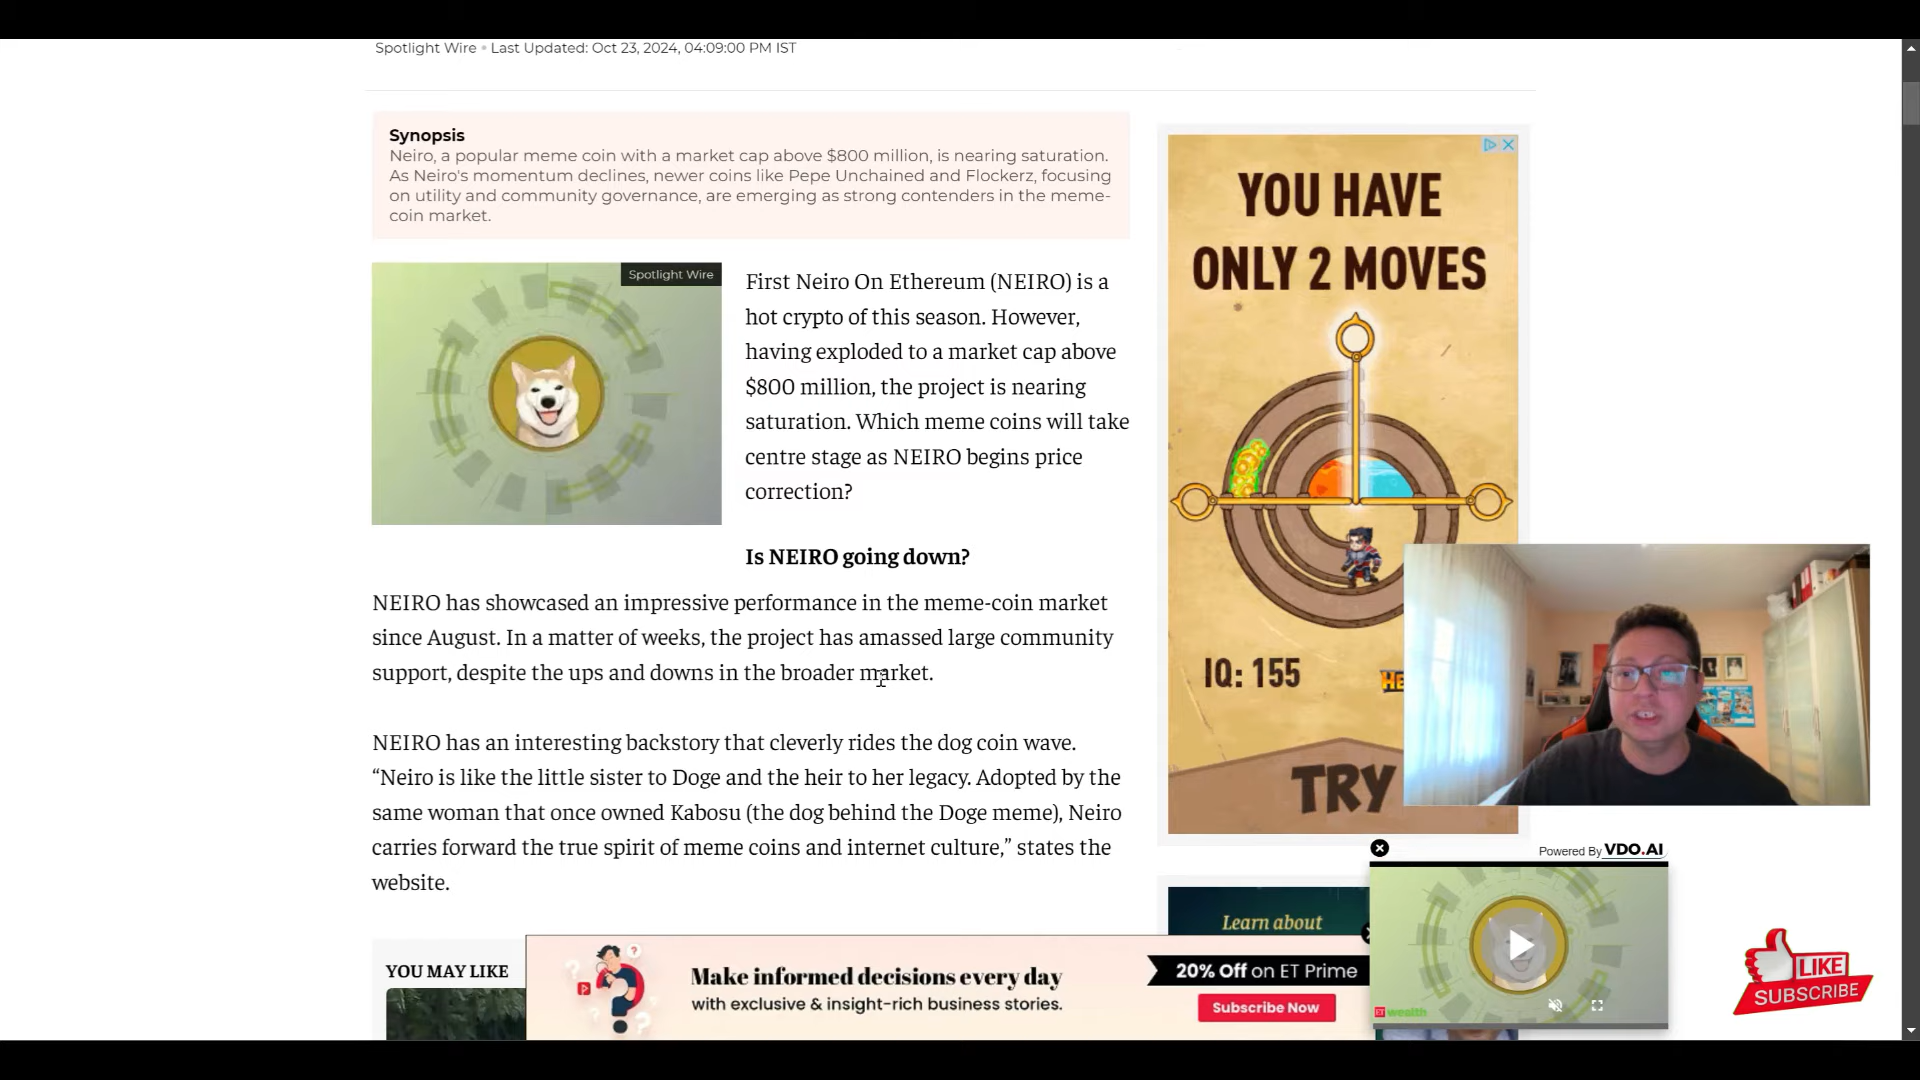 Spotlight Wire • Last Updated: Oct 23, 2024, 04:09:00 PM IST
Synopsis
Neiro, a popular meme coin with a market cap above $800 million, is nearing saturation.
As Neiro's momentum declines, newer coins like Pepe Unchained and Flockerz, focusing
on utility and community governance, are emerging as strong contenders in the meme-
coin market.
Spotlight Wire
First Neiro On Ethereum (NEIRO) is a
hot crypto of this season. However,
having exploded to a market cap above
$800 million, the project is nearing
saturation. Which meme coins will take
centre stage as NEIRO begins price
correction?
Is NEIRO going down?
NEIRO has showcased an impressive performance in the meme-coin market
since August. In a matter of weeks, the project has amassed large community
support, despite the ups and downs in the broader market.
NEIRO has an interesting backstory that cleverly rides the dog coin wave.
“Neiro is like the little sister to Doge and the heir to her legacy. Adopted by the
same woman that once owned Kabosu (the dog behind the Doge meme), Neiro
carries forward the true spirit of meme coins and internet culture,” states the
website.
YOU MAY LIKE
YOU HAVE
ONLY 2 MOVES
IQ: 155
TRY
Powered By VDO.AI
Learn about
Make informed decisions every day
with exclusive & insight-rich business stories.
20% Off on ET Prime
Subscribe Now
ET wealth
LIKE
SUBSCRIBE